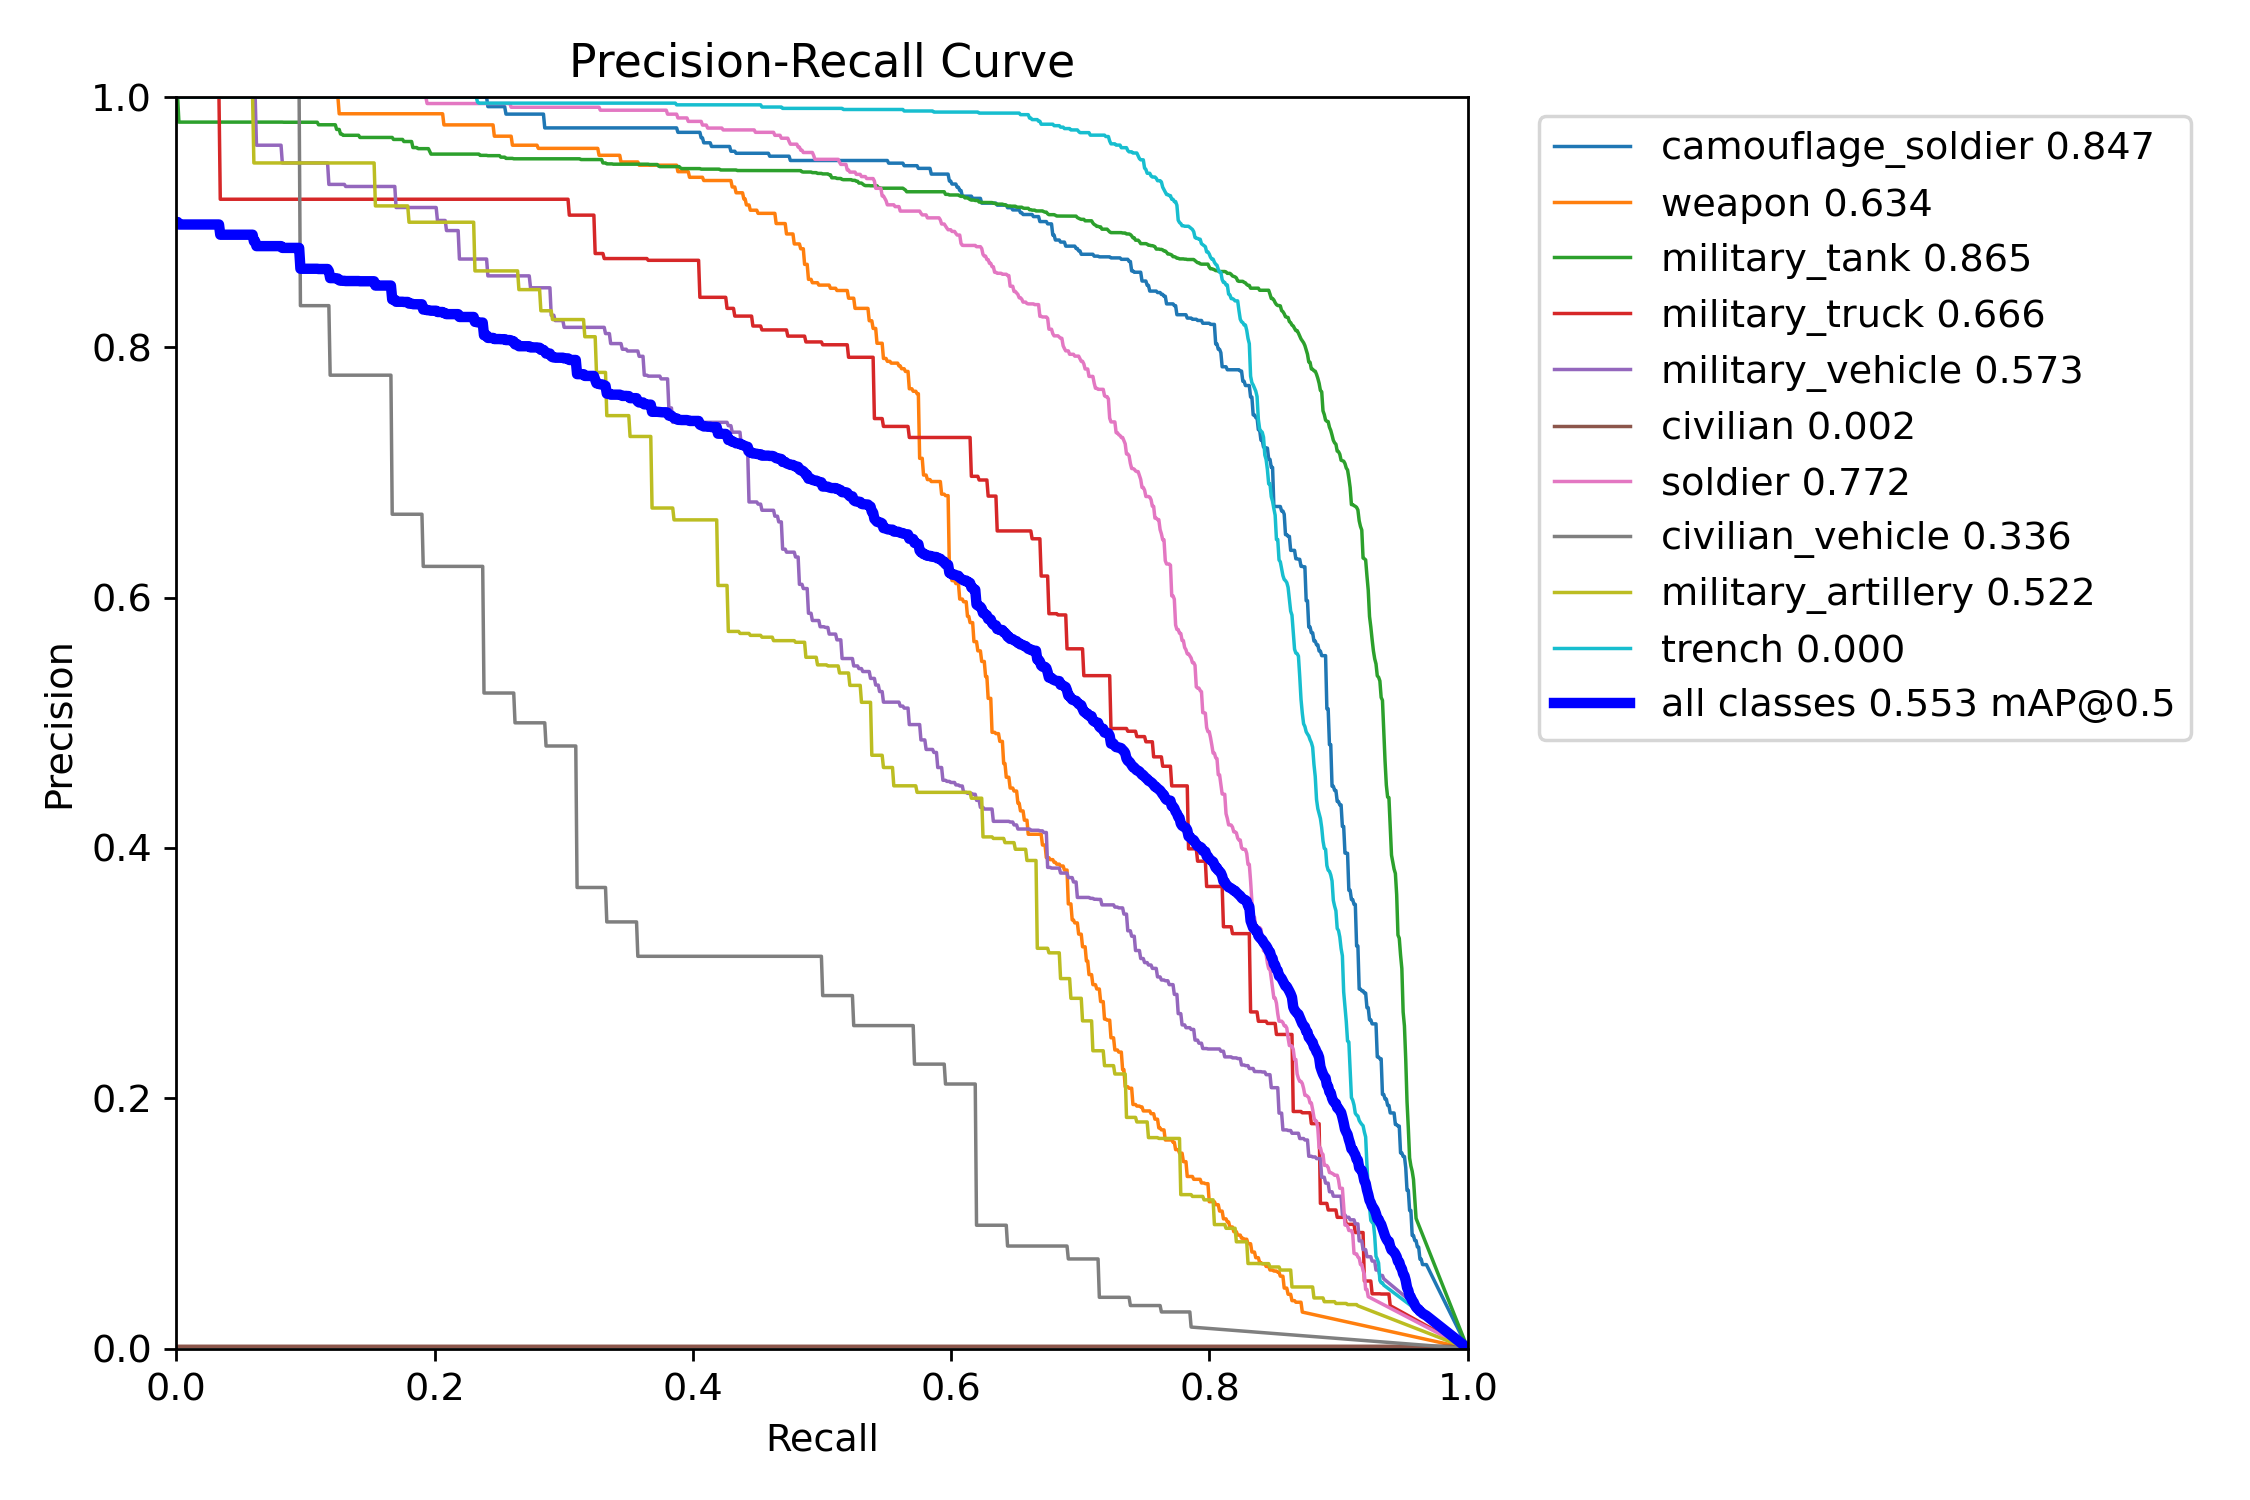 Precision-Recall Curve
1.0
0.8
0.6
0.4
0.2
0.0
Precision
0.0 0.2 0.4 0.6 0.8 1.0
Recall
camouflage_soldier 0.847
weapon 0.634
military_tank 0.865
military_truck 0.666
military_vehicle 0.573
civilian 0.002
soldier 0.772
civilian_vehicle 0.336
military_artillery 0.522
trench 0.000
all classes 0.553 mAP@0.5